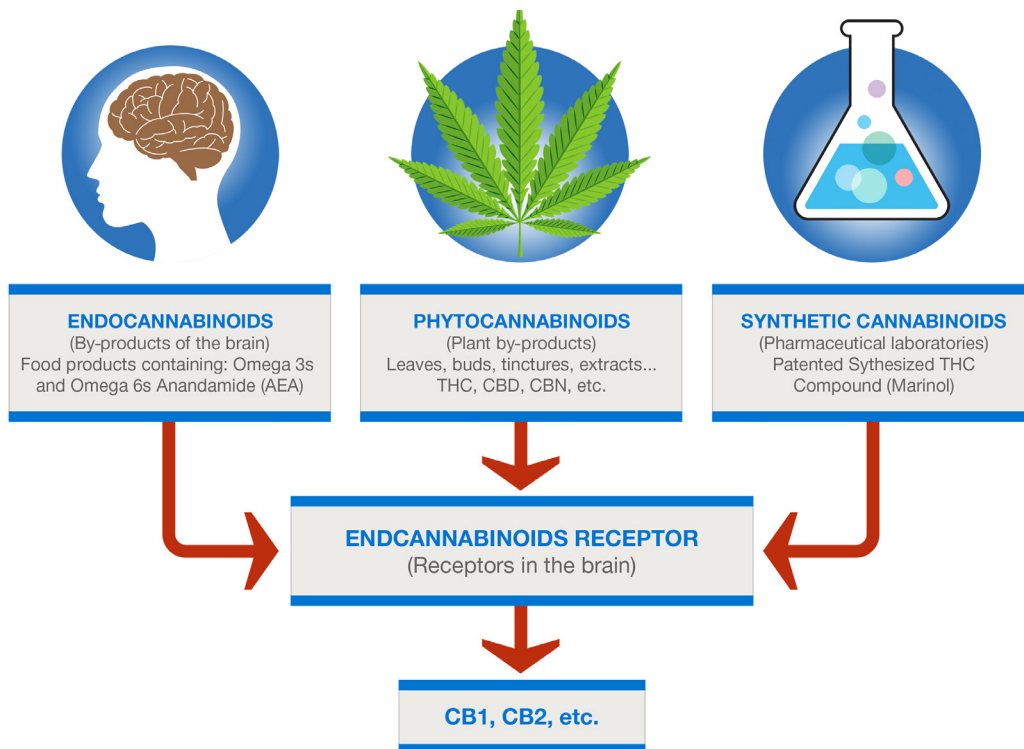 ENDOCANNABINOIDS
(By-products of the brain)
Food products containing: Omega 3s
and Omega 6s Anandamide (AEA)
PHYTOCANNABINOIDS
(Plant by-products)
Leaves, buds, tinctures, extracts...
THC, CBD, CBN, etc.
SYNTHETIC CANNABINOIDS
(Pharmaceutical laboratories)
Patented Sythesized THC
Compound (Marinol)
ENDCANNABINOIDS RECEPTOR
(Receptors in the brain)
CB1, CB2, etc.